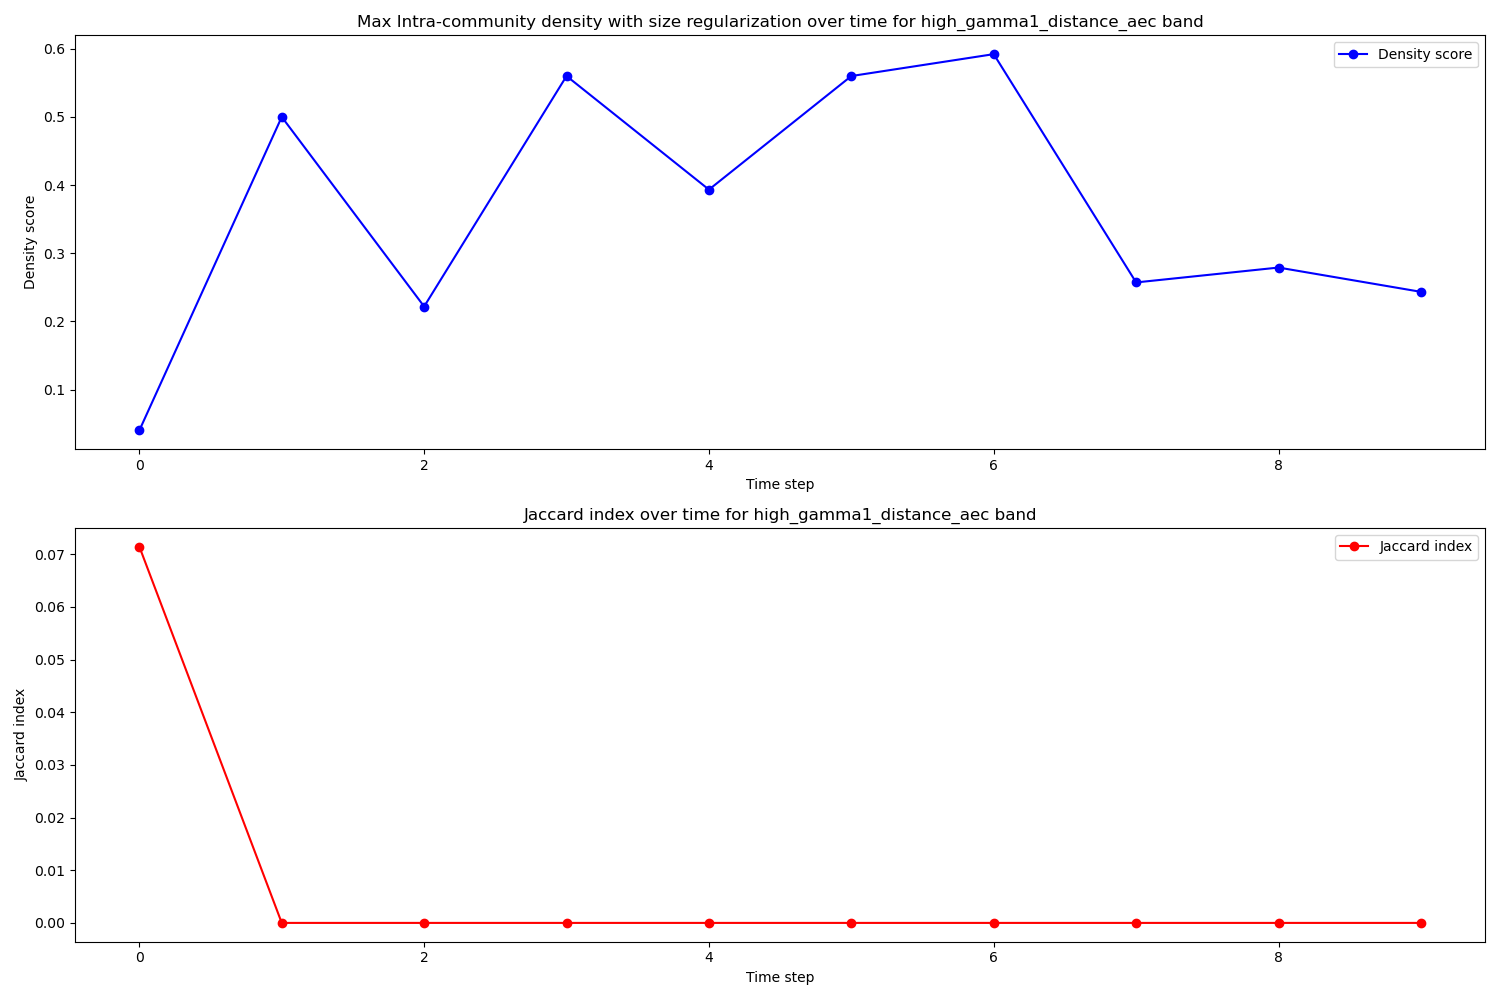 Max Intra-community density with size regularization over time for high_gamma1_distance_aec band
Density score
0.6
0.5
0.4
0.3
0.2
0.1
Density score
0 2 4 6 8
Time step
Jaccard index over time for high_gamma1_distance_aec band
Jaccard index
0.07
0.06
0.05
0.04
0.03
0.02
0.01
0.00
Jaccard index
0 2 4 6 8
Time step